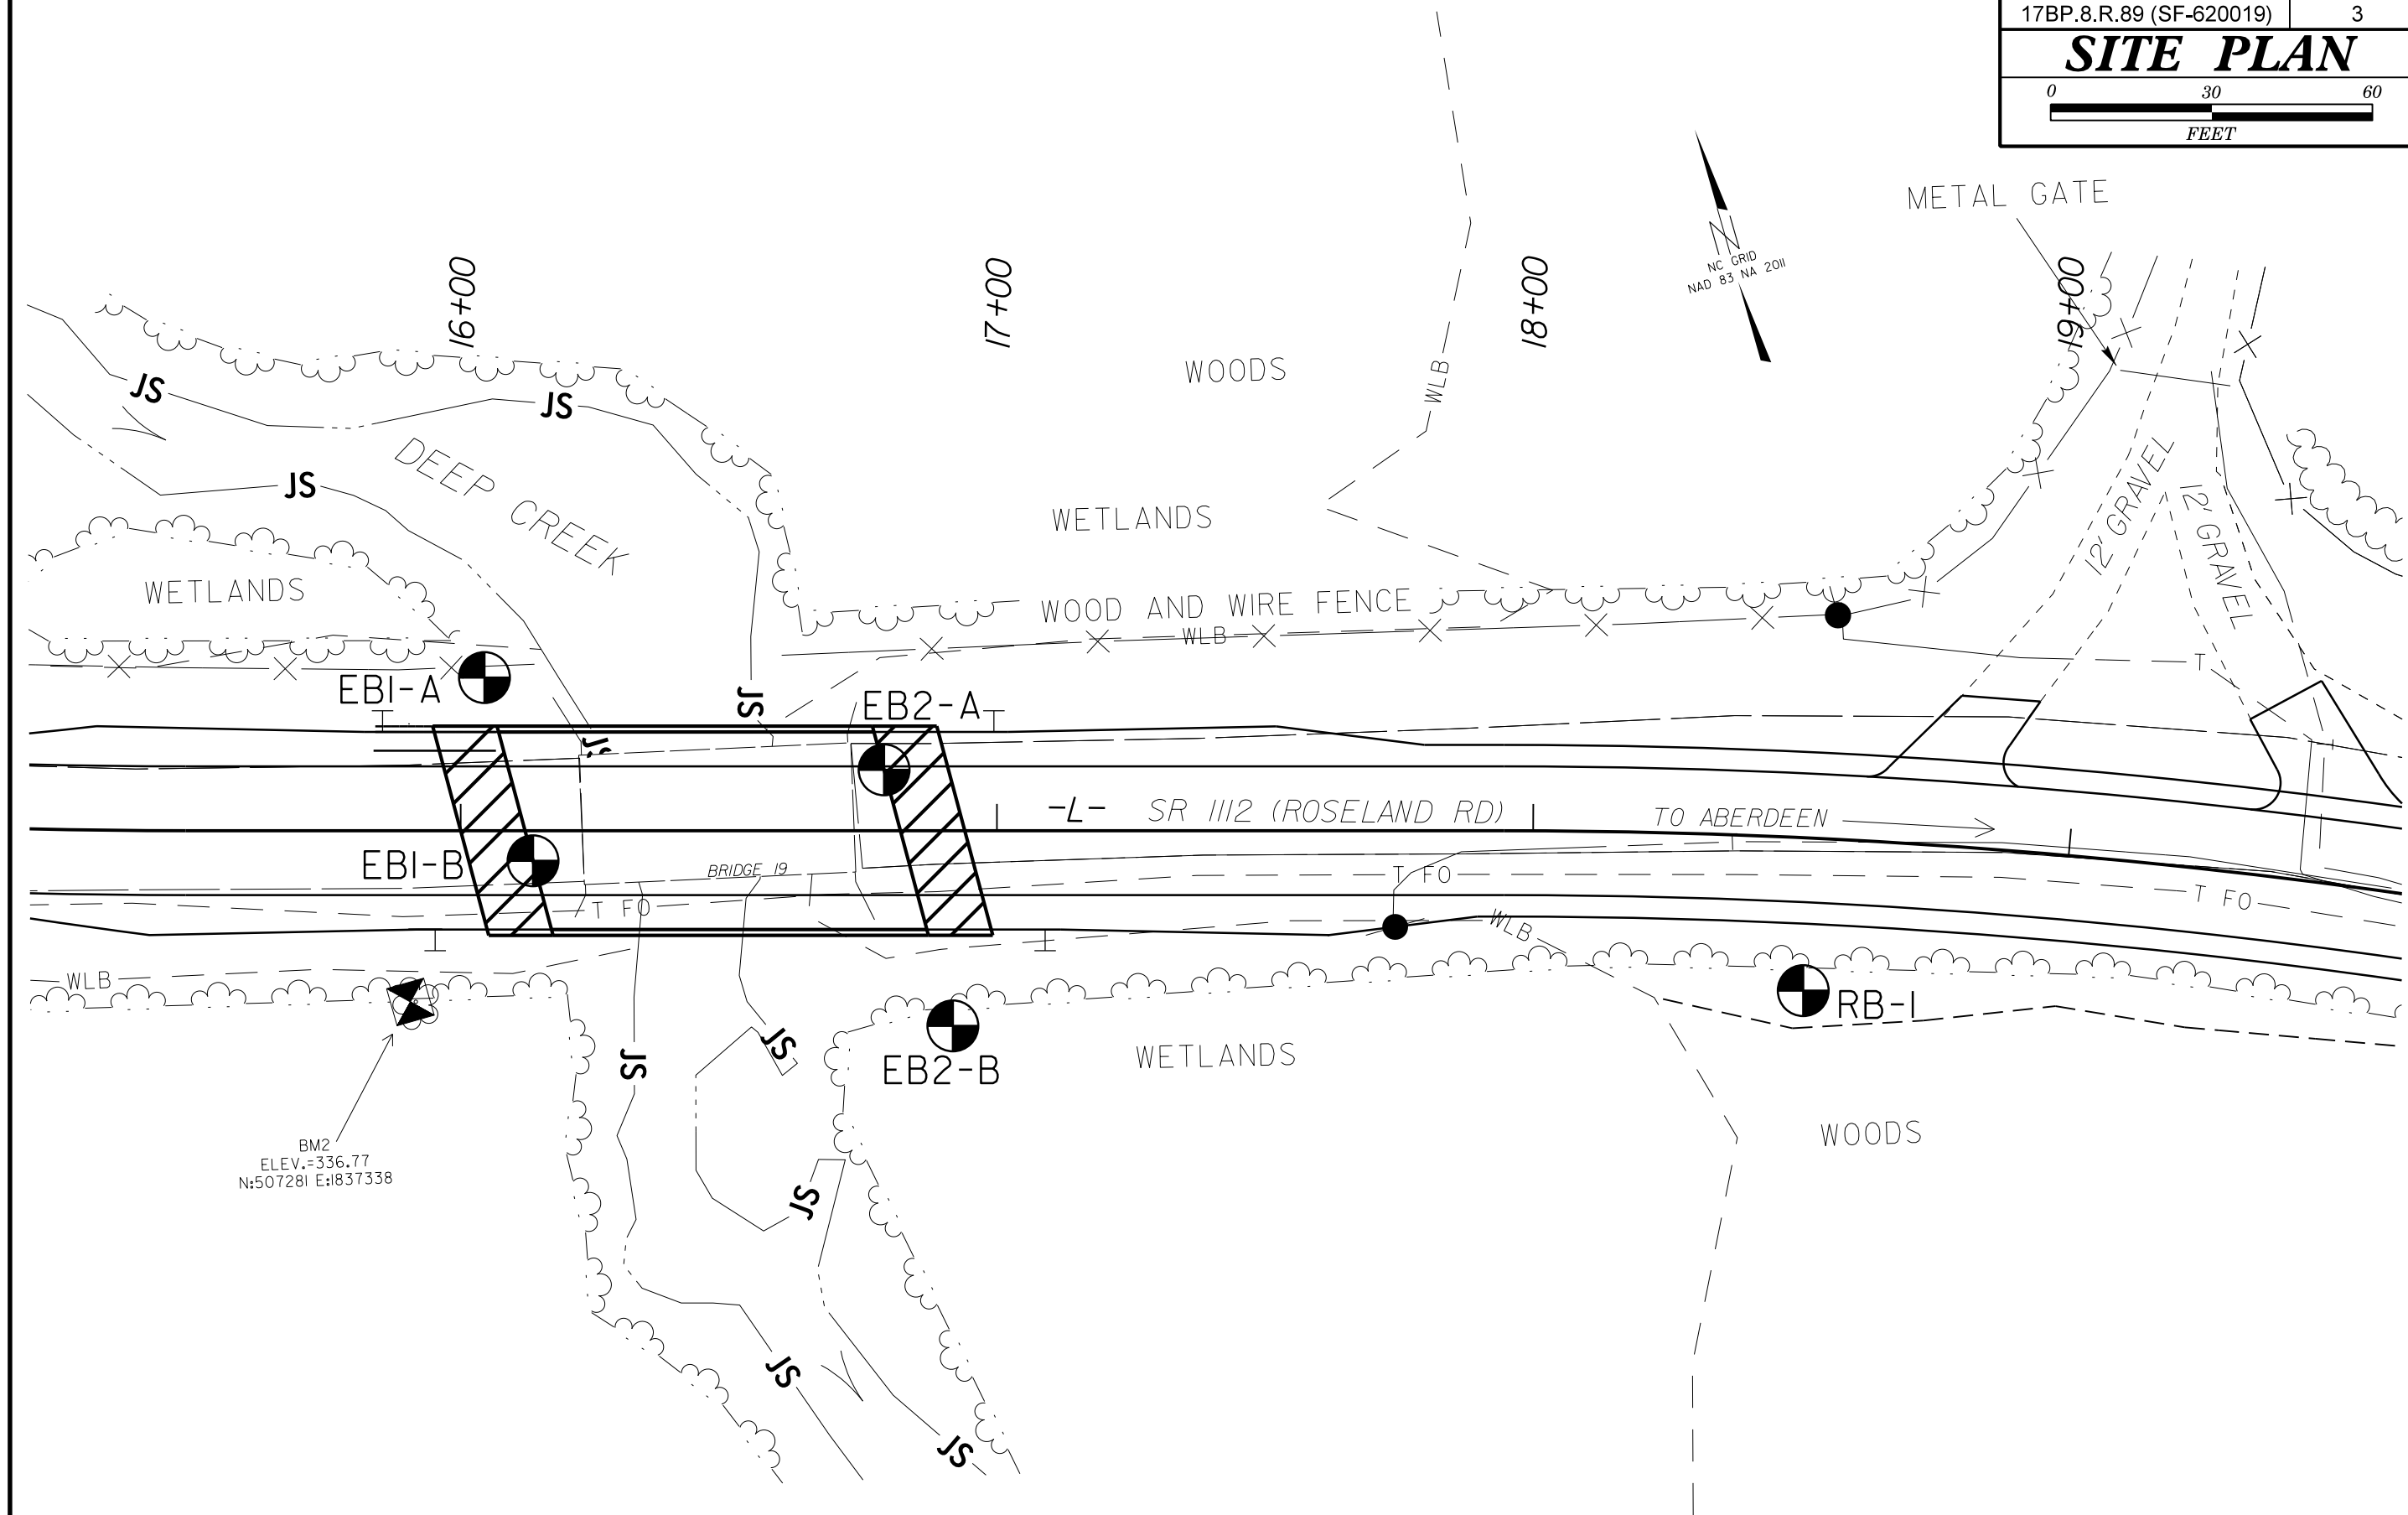 17BP.8.R.89 (SF-620019) 3
SITE PLAN
0 30 60
FEET
METAL GATE
NC GRID
NAD 83 NA 2011
16+00
17+00
18+00
19+00
WOODS
WLB
JS
JS
JS
DEEP CREEK
WETLANDS
12' GRAVEL
12' GRAVEL
WETLANDS
WOOD AND WIRE FENCE
WLB
T
EB1-A
JS
EB2-A
JS
-L- SR 1112 (ROSELAND RD)
TO ABERDEEN
EB1-B
BRIDGE 19
T FO
T FO
T FO
WLB
WLB
RB-1
JS
JS
EB2-B
WETLANDS
BM2
ELEV.=336.77
N:507281 E:1837338
WOODS
JS
JS
JS